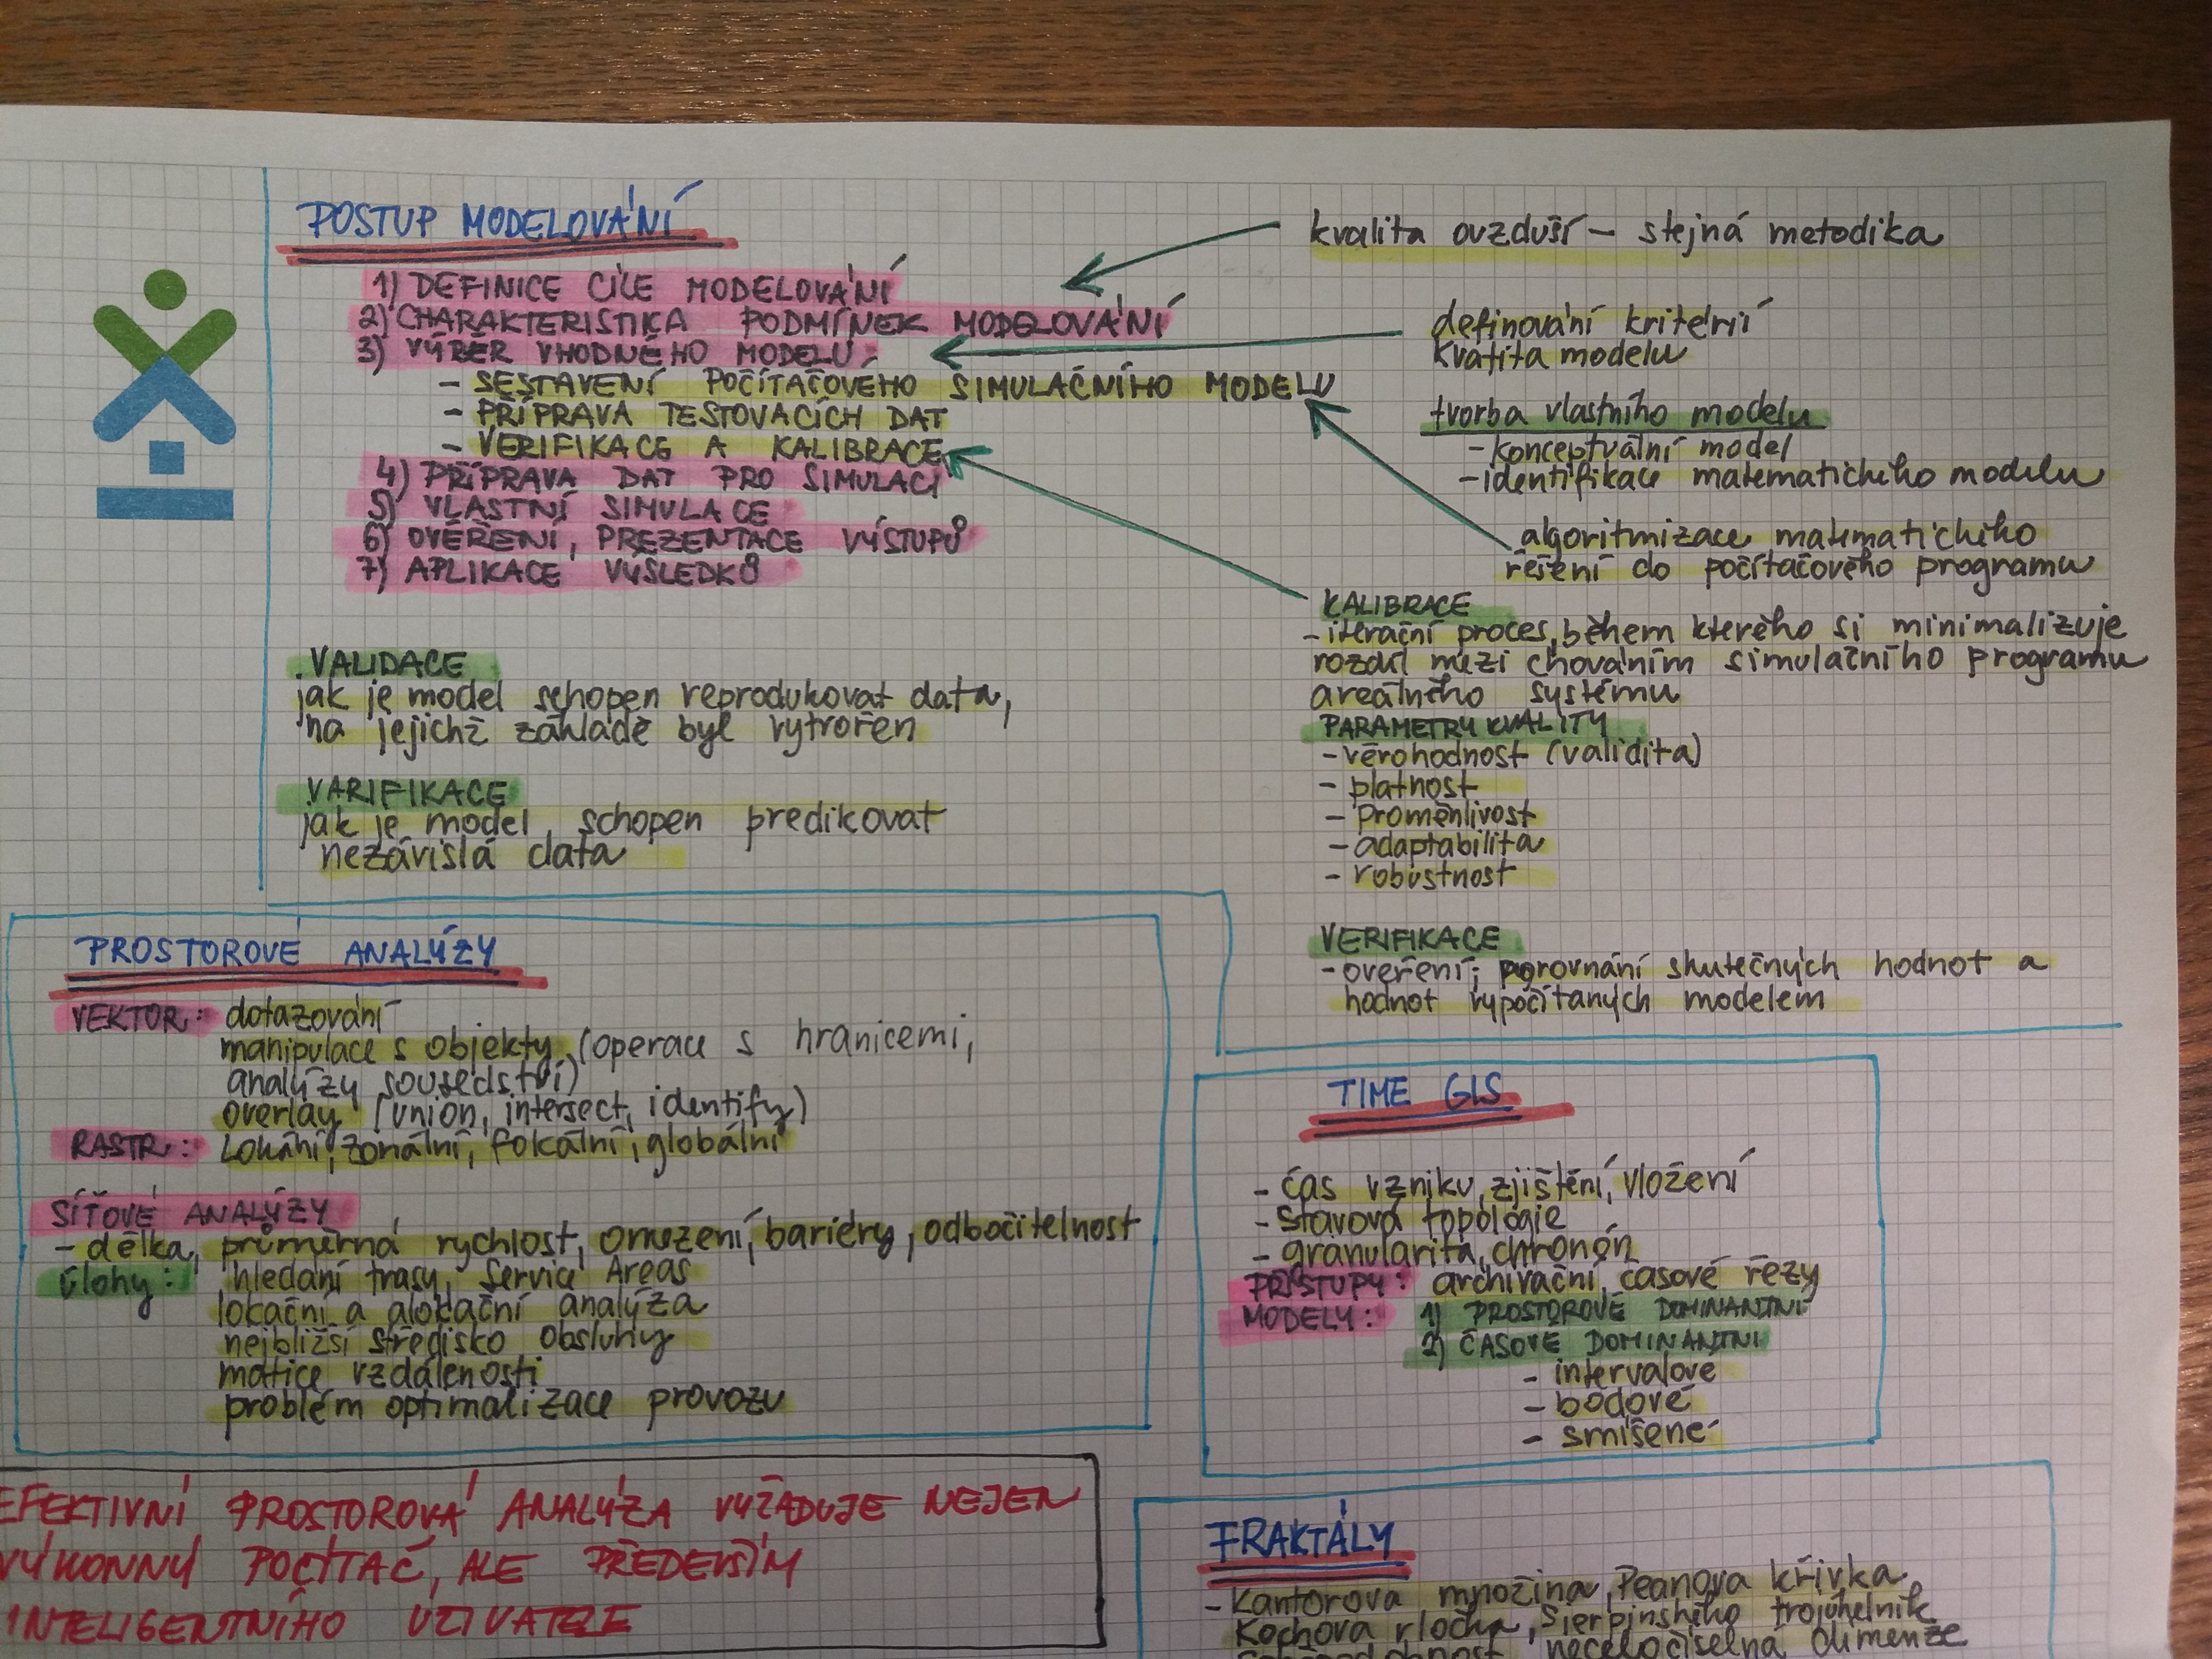 POSTUP MODELOVÁNÍ
1) DEFINICE CÍLE MODELOVÁNÍ
2) CHARAKTERISTIKA PODMÍNEK MODELOVÁNÍ
3) VÝBĚR VHODNÉHO MODELU
- SESTAVENÍ POČÍTAČOVÉHO SIMULAČNÍHO MODELU
- PŘÍPRAVA TESTOVACÍCH DAT
- VERIFIKACE A KALIBRACE
4) PŘÍPRAVA DAT PRO SIMULACI
5) VLASTNÍ SIMULACE
6) OVĚŘENÍ, PREZENTACE VÝSTUPŮ
7) APLIKACE VÝSLEDKŮ
VALIDACE
jak je model schopen reprodukovat data,
na jejichž základě byl vytvořen
VARIFIKACE
jak je model schopen predikovat
nezávislá data
kvalita ovzduší - stejná metodika
definování kritérií
kvalita modelu
tvorba vlastního modelu
- konceptuální model
- identifikace matematického modelu
algoritmizace matematického
řešení do počítačového programu
KALIBRACE
- iterační proces, během kterého si minimalizuje
rozdíl mezi chováním simulačního programu
a reálného systému
PARAMETRY KVALITY
- věrohodnost (validita)
- platnost
- proměnlivost
- adaptabilita
- robustnost
VERIFIKACE
- ověření; porovnání skutečných hodnot a
hodnot vypočítaných modelem
PROSTOROVÉ ANALÝZY
VEKTOR: dotazování
manipulace s objekty (operace s hranicemi,
analýzy sousedství)
overlay (union, intersect, identify)
RASTR: Lokální, zonální, fokální, globální
SÍŤOVÉ ANALÝZY
- délka, průměrná rychlost, omezení, bariéry, odbočitelnost
úlohy: hledání trasy, Service Areas
lokační a alokační analýza
nejbližší středisko obsluhy
matice vzdáleností
problém optimalizace provozu
TIME GIS
- čas vzniku, zjištění, vložení
- stavová topologie
- granularita, chronón
PŘÍSTUPY: archivační, časové řezy
MODELY: 1) PROSTOROVĚ DOMINANTNÍ
2) ČASOVĚ DOMINANTNÍ
- intervalové
- bodové
- smíšené
EFEKTIVNÍ PROSTOROVÁ ANALÝZA VYŽADUJE NEJEN
VÝKONNÝ POČÍTAČ, ALE PŘEDEVŠÍM
INTELIGENTNÍHO UŽIVATELE
FRAKTÁLY
- Kantorova množina, Peanova křivka
Kochova vločka, Sierpinského trojúhelník
neceločíselná dimenze